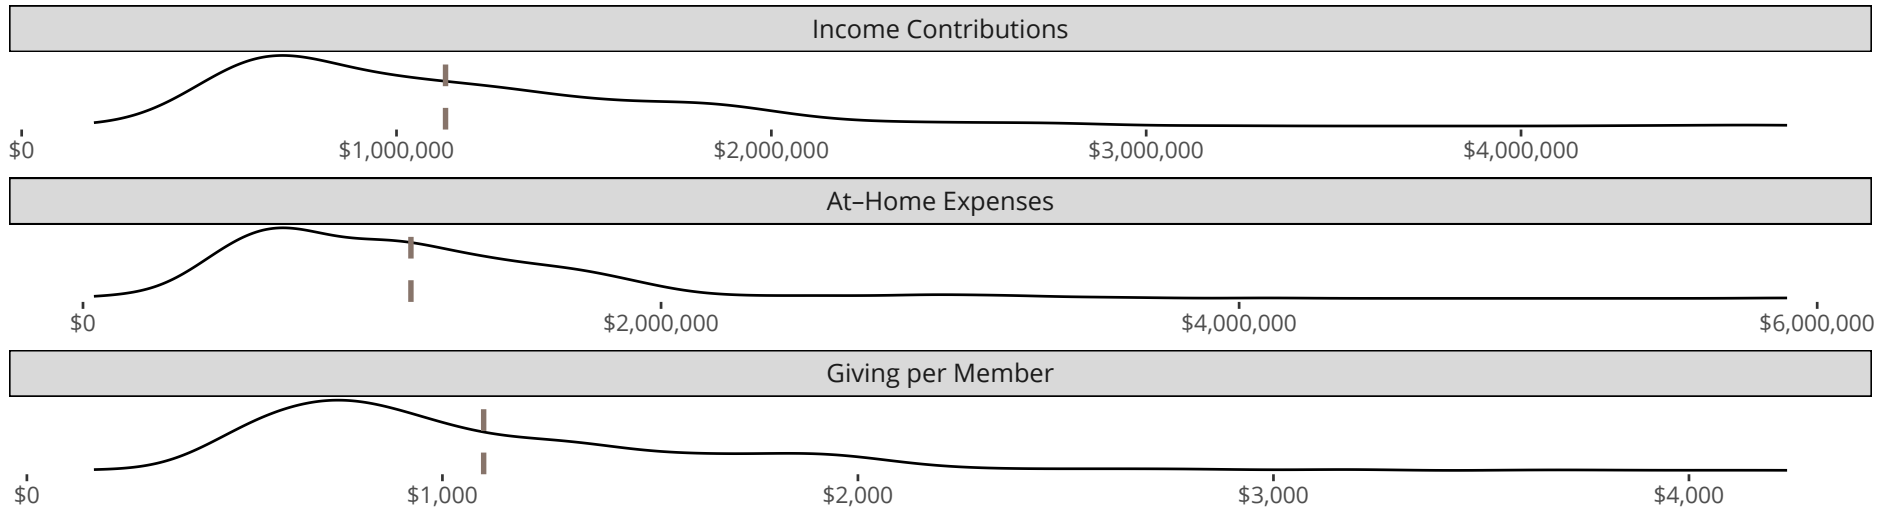 Income Contributions
$0 $1,000,000 $2,000,000 $3,000,000 $4,000,000
At–Home Expenses
$0 $2,000,000 $4,000,000 $6,000,000
Giving per Member
$0 $1,000 $2,000 $3,000 $4,000